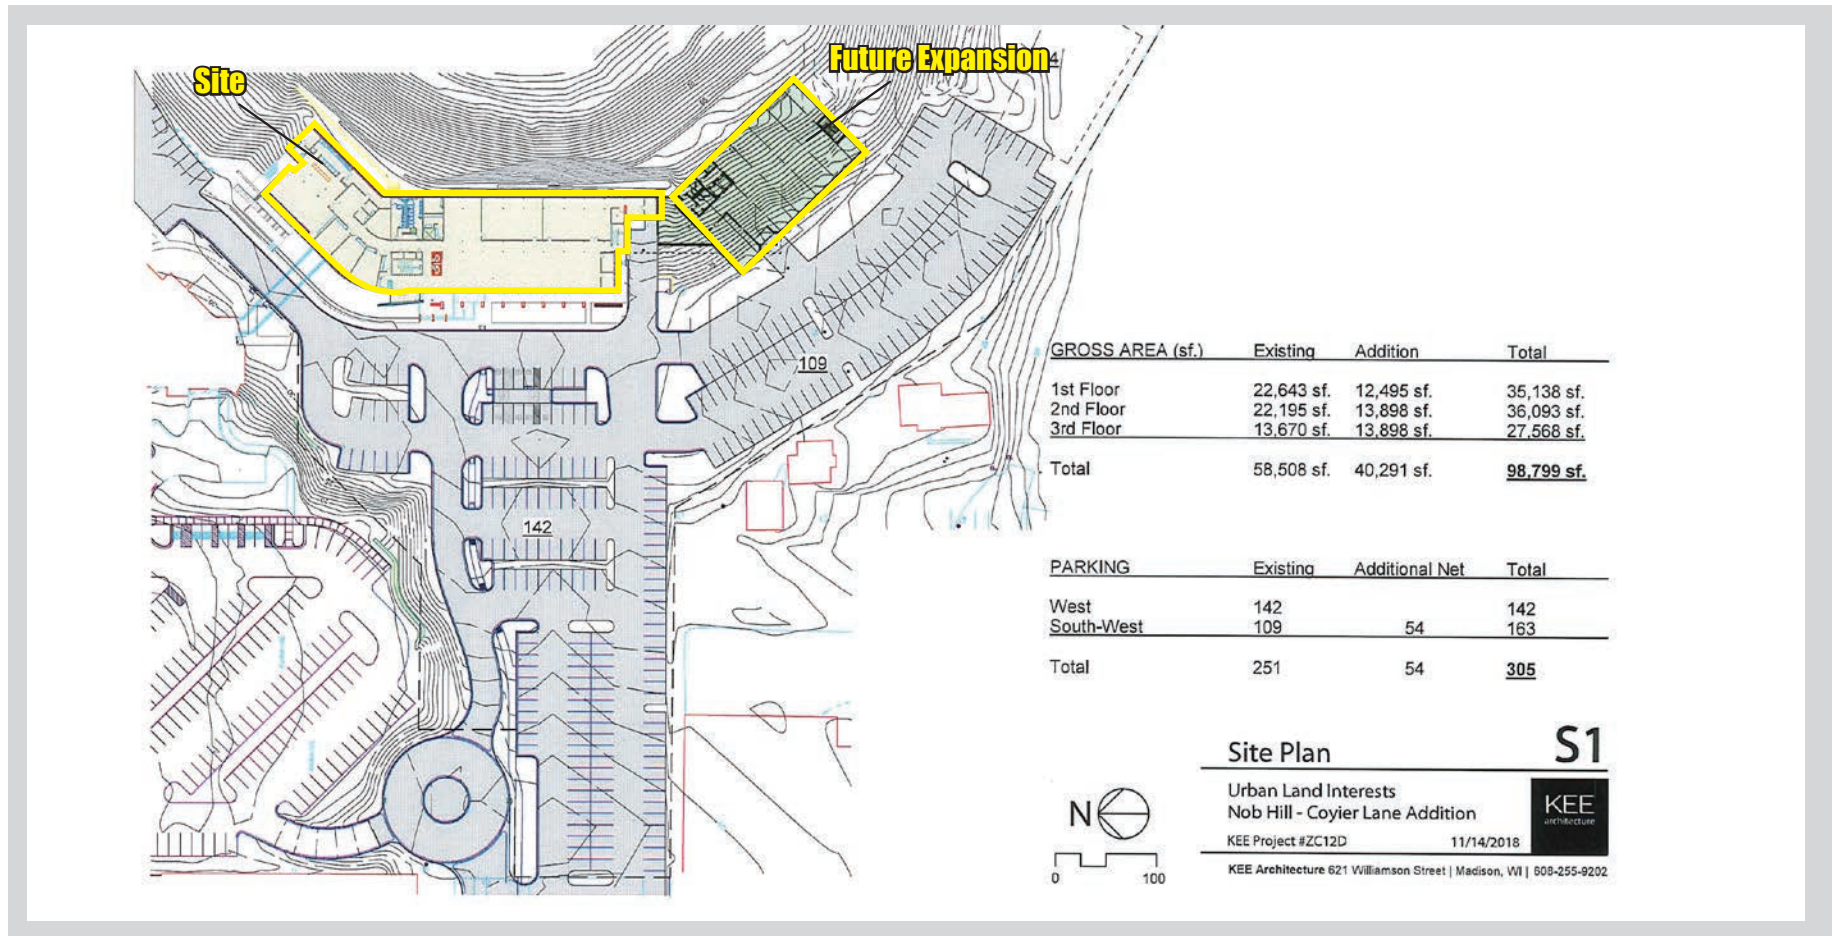 Site
Future Expansion
4
109
142
GROSS AREA (sf.) Existing Addition Total
1st Floor 22,643 sf. 12,495 sf. 35,138 sf.
2nd Floor 22,195 sf. 13,898 sf. 36,093 sf.
3rd Floor 13,670 sf. 13,898 sf. 27,568 sf.
Total 58,508 sf. 40,291 sf. 98,799 sf.
PARKING Existing Additional Net Total
West 142 142
South-West 109 54 163
Total 251 54 305
Site Plan S1
Urban Land Interests
Nob Hill - Coyier Lane Addition
KEE Project #ZC12D 11/14/2018
KEE
architecture
N
0 100
KEE Architecture 621 Williamson Street | Madison, WI | 608-255-9202